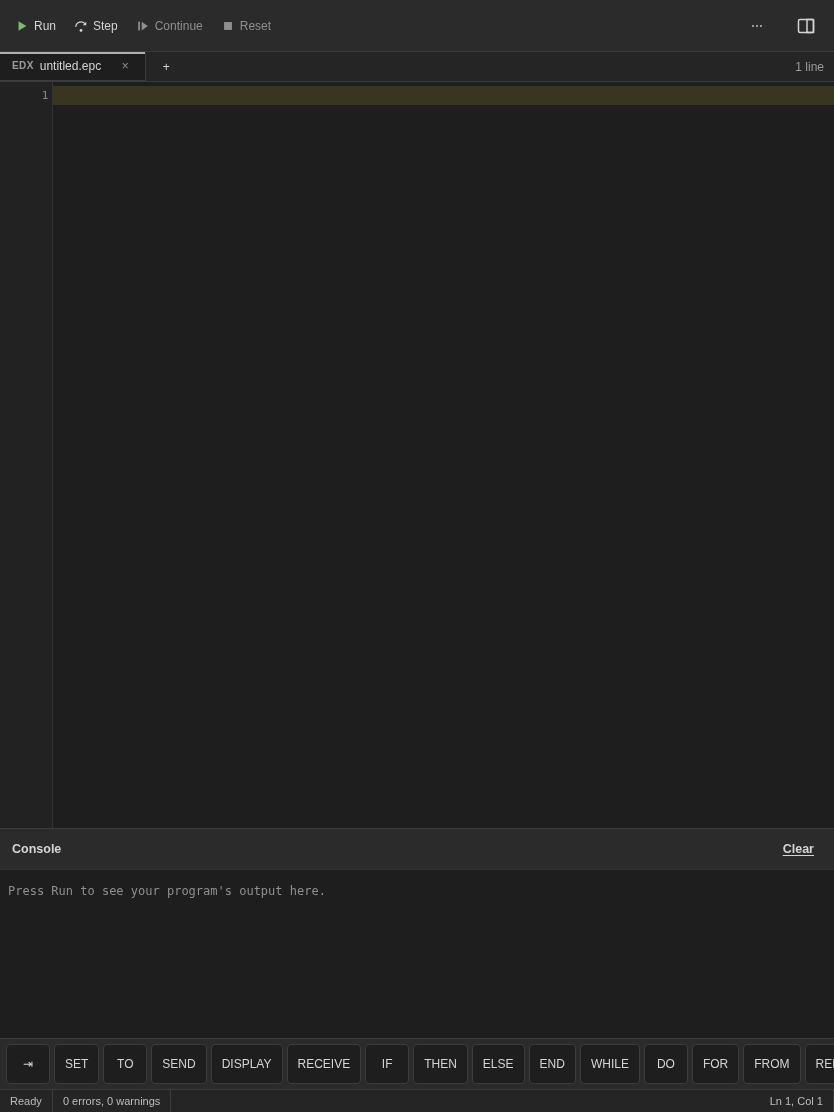 Run Step Continue Reset ···
EDX untitled.epc × + 1 line
1
Console Clear
Press Run to see your program's output here.
⇥ SET TO SEND DISPLAY RECEIVE IF THEN ELSE END WHILE DO FOR FROM
Ready 0 errors, 0 warnings Ln 1, Col 1